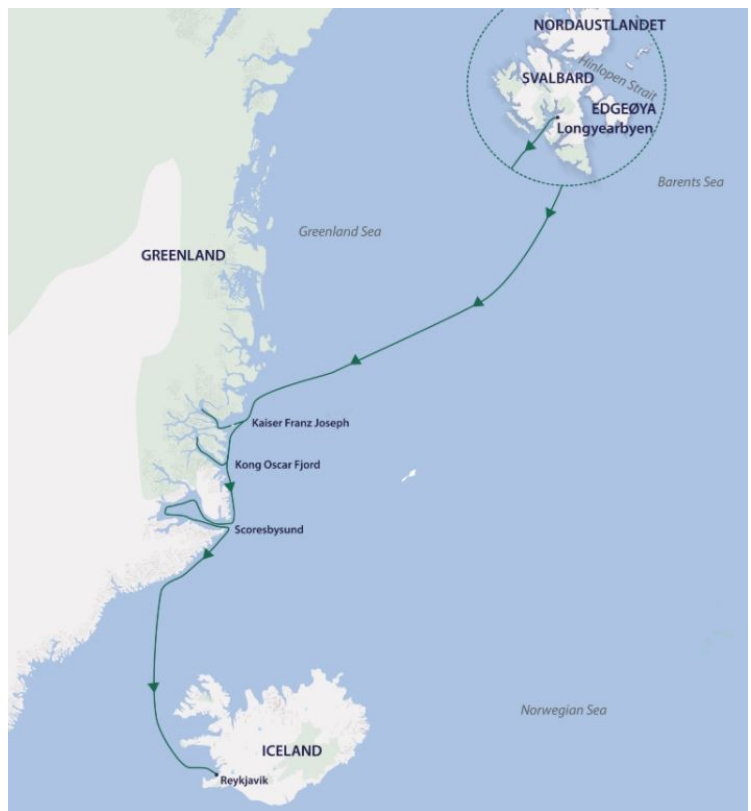 NORDAUSTLANDET
Hinlopen Strait
SVALBARD
EDGEØYA
Longyearbyen
Barents Sea
Greenland Sea
GREENLAND
Kaiser Franz Joseph
Kong Oscar Fjord
Scoresbysund
Norwegian Sea
ICELAND
Reykjavik